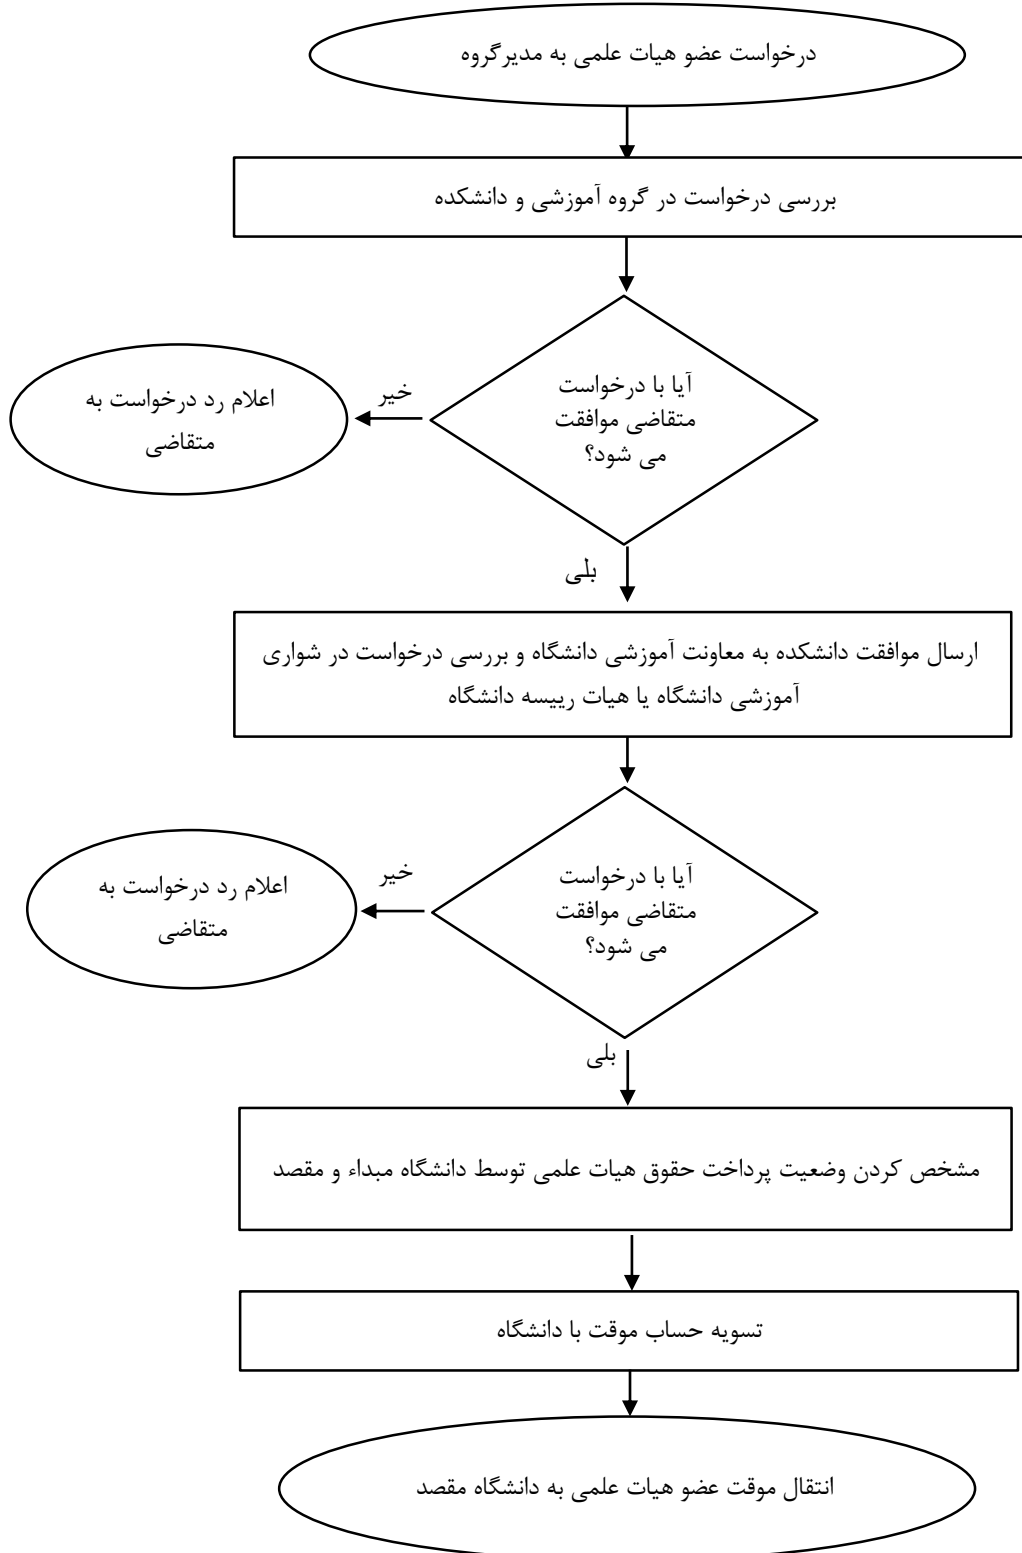 درخواست عضو هیات علمی به مدیرگروه
بررسی درخواست در گروه آموزشی و دانشکده
آیا با درخواست
متقاضی موافقت
می شود؟
خیر
اعلام رد درخواست به
متقاضی
بلی
ارسال موافقت دانشکده به معاونت آموزشی دانشگاه و بررسی درخواست در شواری
آموزشی دانشگاه یا هیات رییسه دانشگاه
آیا با درخواست
متقاضی موافقت
می شود؟
خیر
اعلام رد درخواست به
متقاضی
بلی
مشخص کردن وضعیت پرداخت حقوق هیات علمی توسط دانشگاه مبداء و مقصد
تسویه حساب موقت با دانشگاه
انتقال موقت عضو هیات علمی به دانشگاه مقصد